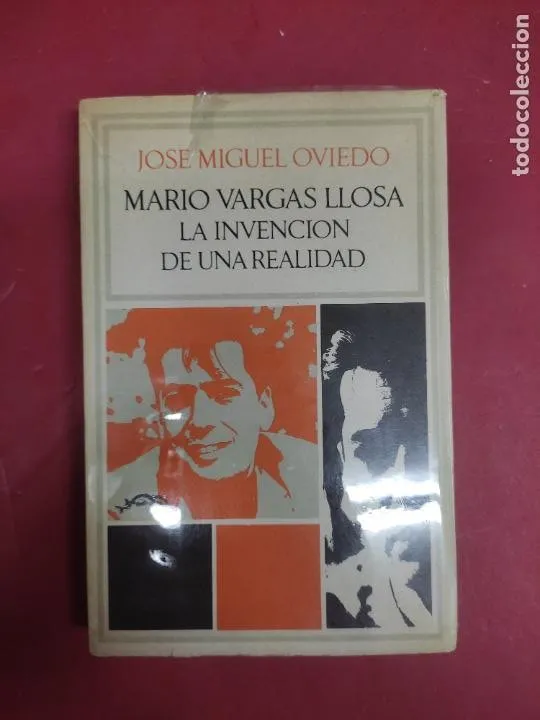 JOSE MIGUEL OVIEDO
MARIO VARGAS LLOSA
LA INVENCION
DE UNA REALIDAD
todocoleccion